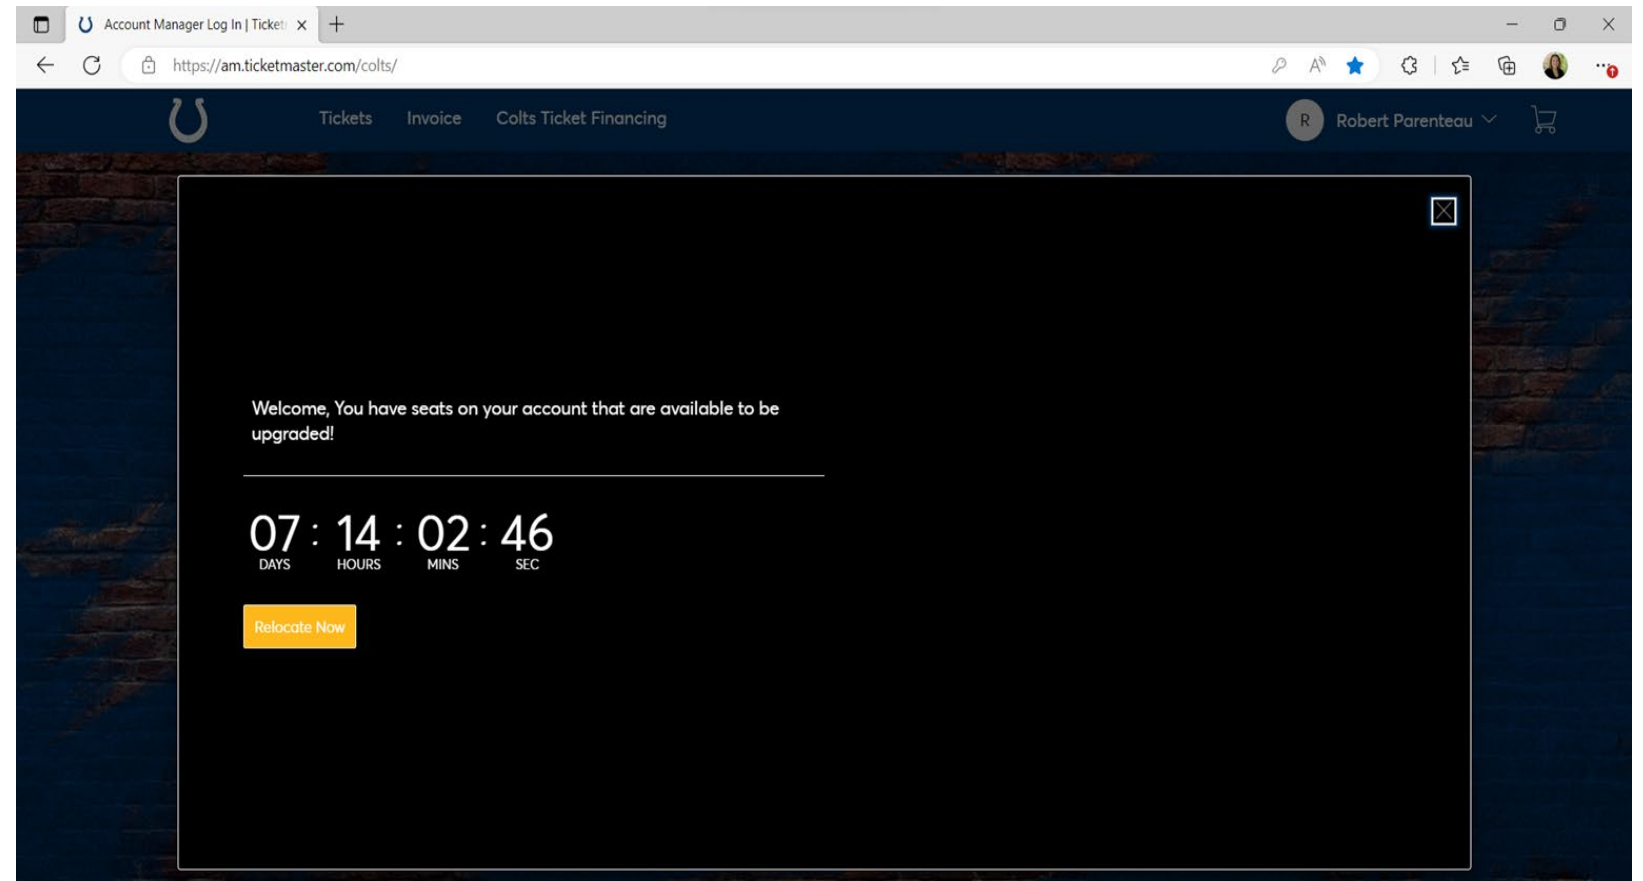 Account Manager Log In | Ticket
https://am.ticketmaster.com/colts/
Tickets Invoice Colts Ticket Financing
R Robert Parenteau
Welcome, You have seats on your account that are available to be
upgraded!
07 : 14 : 02 : 46
DAYS HOURS MINS SEC
Relocate Now